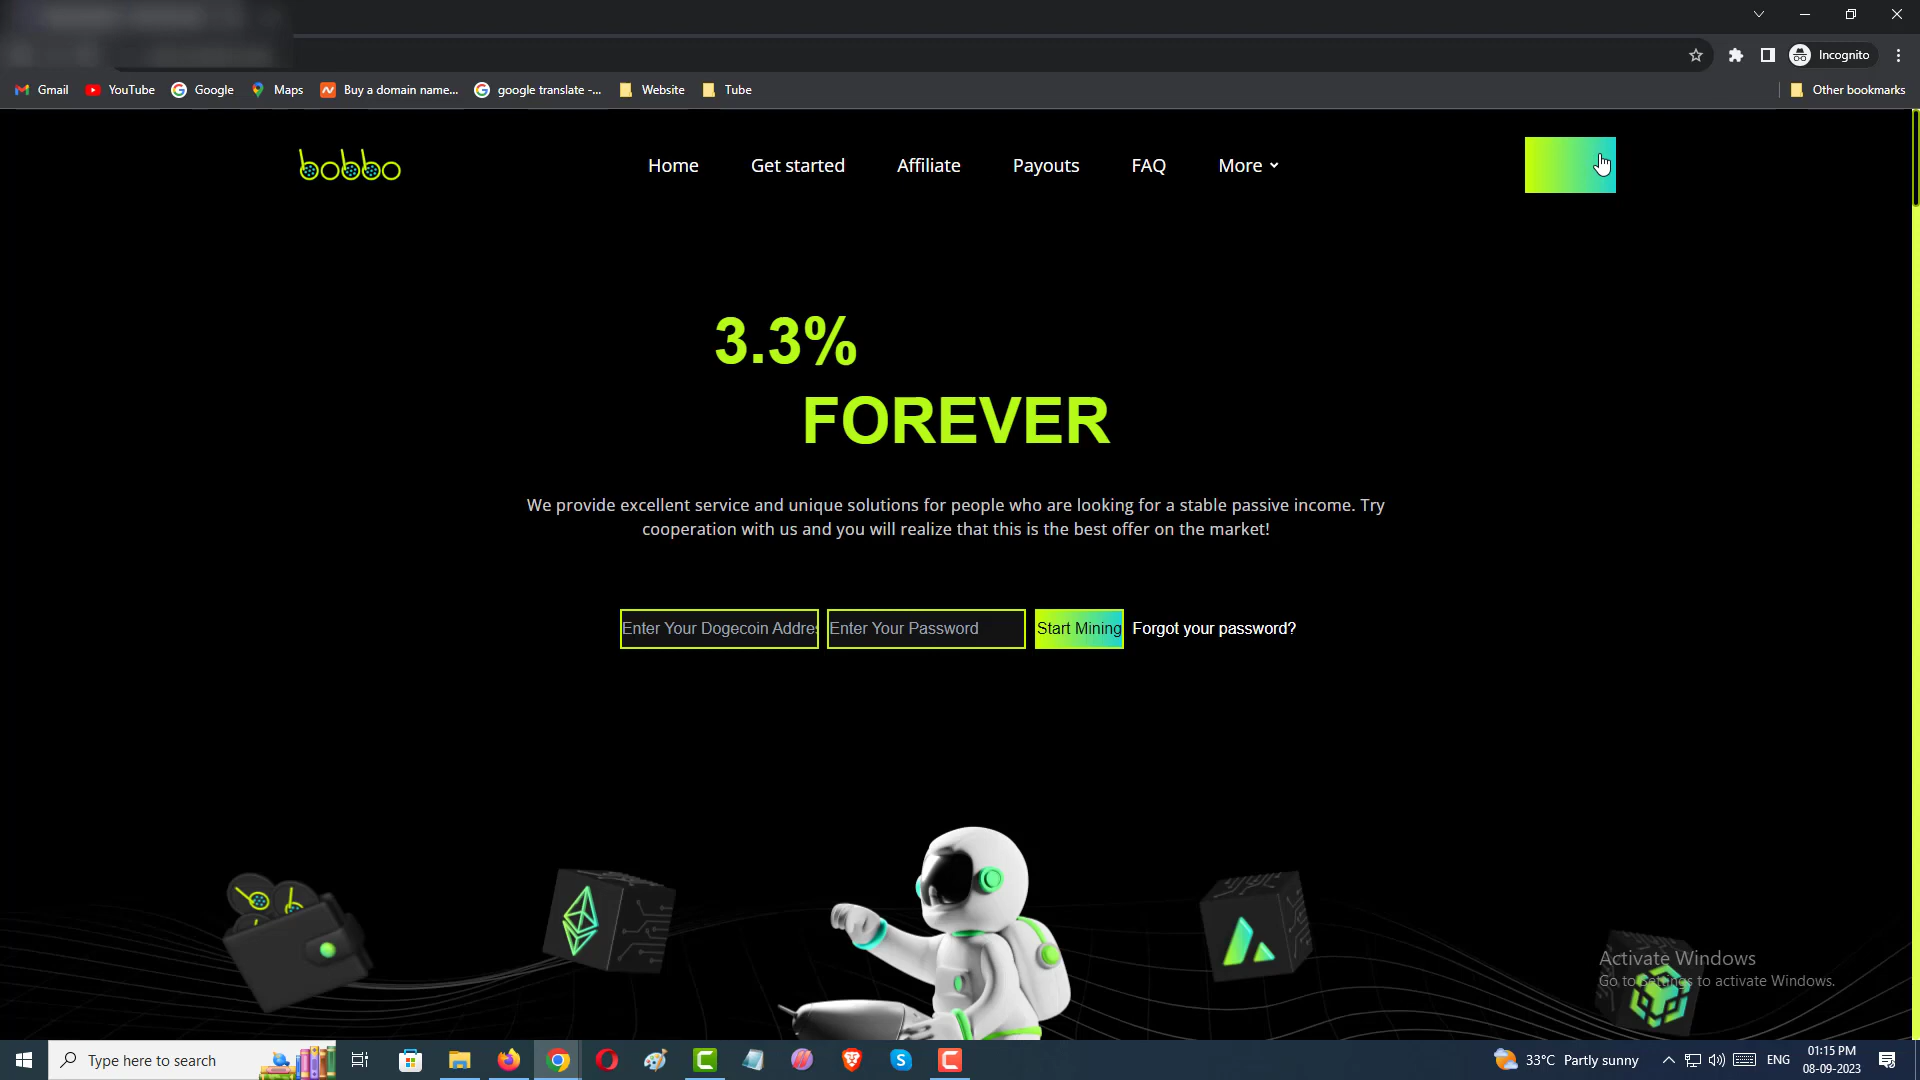 Incognito
Gmail YouTube Google Maps Buy a domain name... google translate -... Website Tube Other bookmarks
bobbo Home Get started Affiliate Payouts FAQ More
3.3%
FOREVER
We provide excellent service and unique solutions for people who are looking for a stable passive income. Try
cooperation with us and you will realize that this is the best offer on the market!
Enter Your Dogecoin Addres Enter Your Password Start Mining Forgot your password?
Activate Windows
Go to Settings to activate Windows.
Type here to search 33°C Partly sunny ENG 01:15 PM
08-09-2023